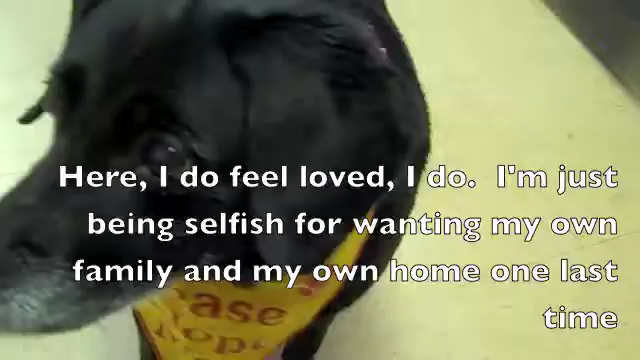 Here, I do feel loved, I do.  I'm just
being selfish for wanting my own
family and my own home one last
time
ease